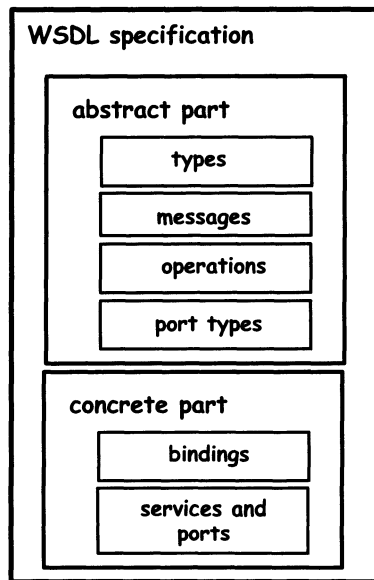 WSDL specification
abstract part
types
messages
operations
port types
concrete part
bindings
services and
ports